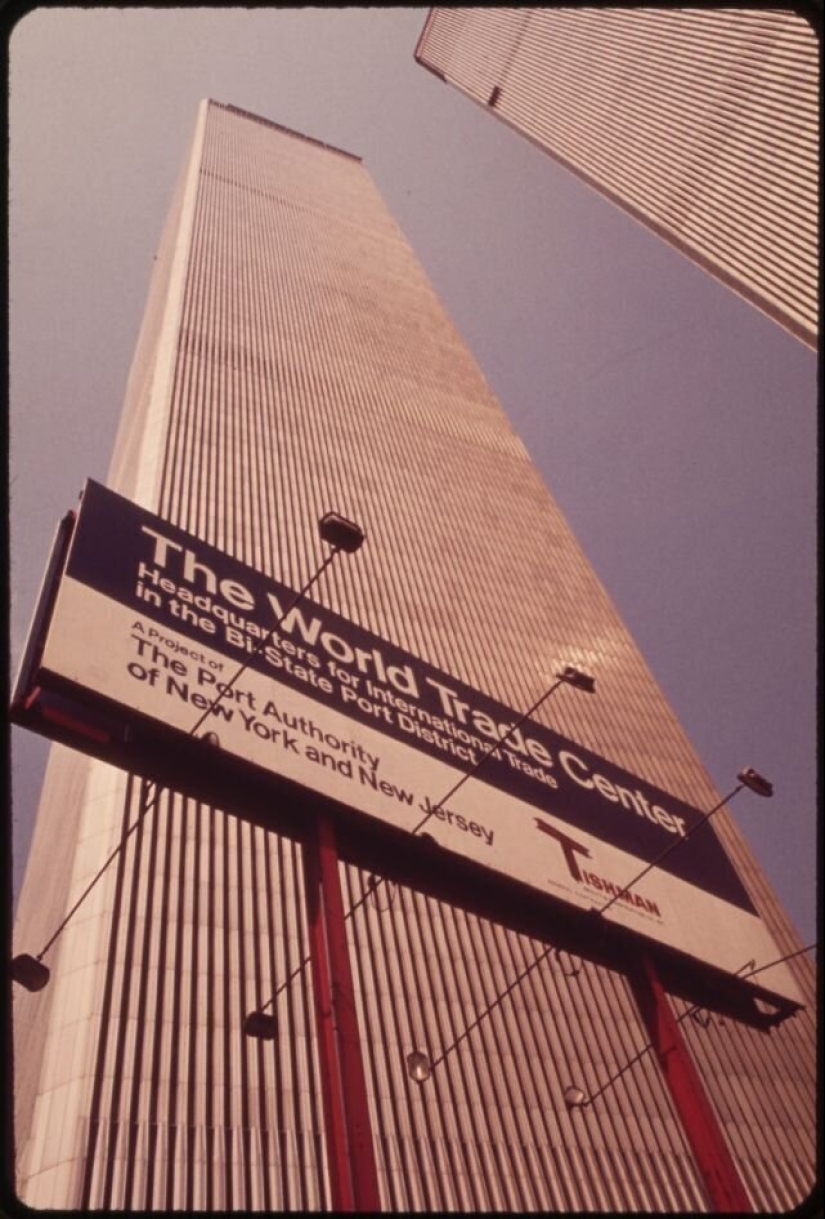 The World Trade Center
Headquarters for International Trade
in the Bi-State Port District
A Project of
The Port Authority
of New York and New Jersey
TISHMAN